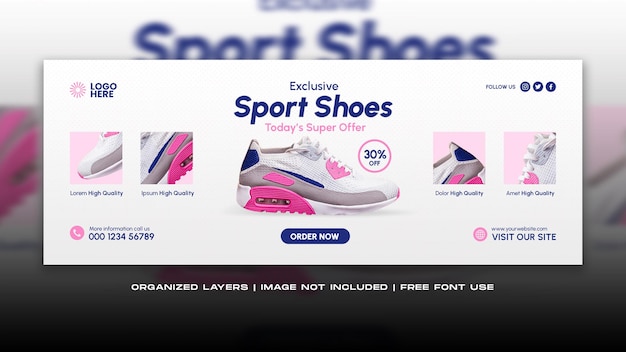 Sport Shoes
LOGO
HERE
Exclusive
Sport Shoes
Today's Super Offer
FOLLOW US
30%
OFF
Lorem High Quality
Ipsum High Quality
Dolor High Quality
Amet High Quality
More information call us
000 1234 56789
ORDER NOW
www.yourwebsite.com
VISIT OUR SITE
ORGANIZED LAYERS | IMAGE NOT INCLUDED | FREE FONT USE